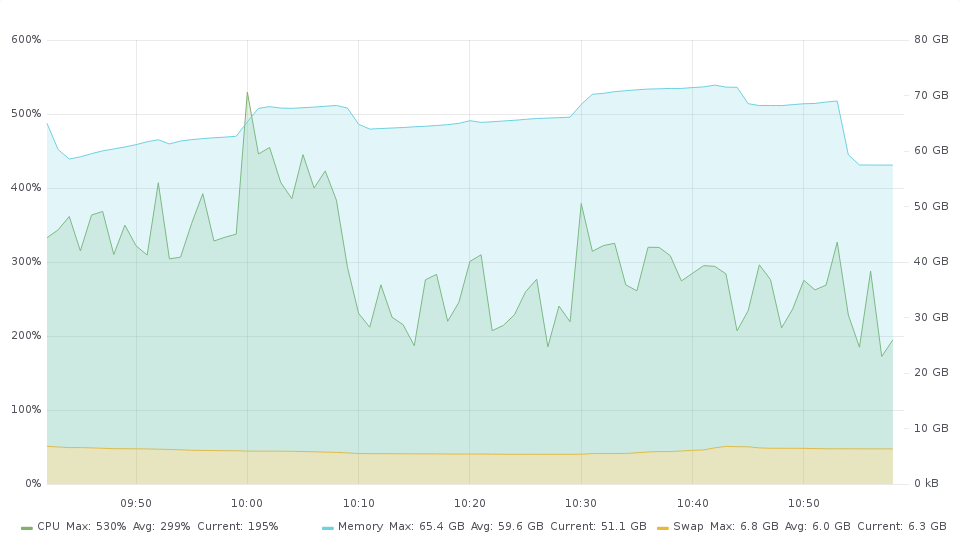 600% 80 GB
500% 70 GB
400% 60 GB
300% 50 GB
200% 40 GB
100% 30 GB
0% 20 GB
10 GB
0 kB
09:50 10:00 10:10 10:20 10:30 10:40 10:50
CPU Max: 530% Avg: 299% Current: 195% Memory Max: 65.4 GB Avg: 59.6 GB Current: 51.1 GB Swap Max: 6.8 GB Avg: 6.0 GB Current: 6.3 GB